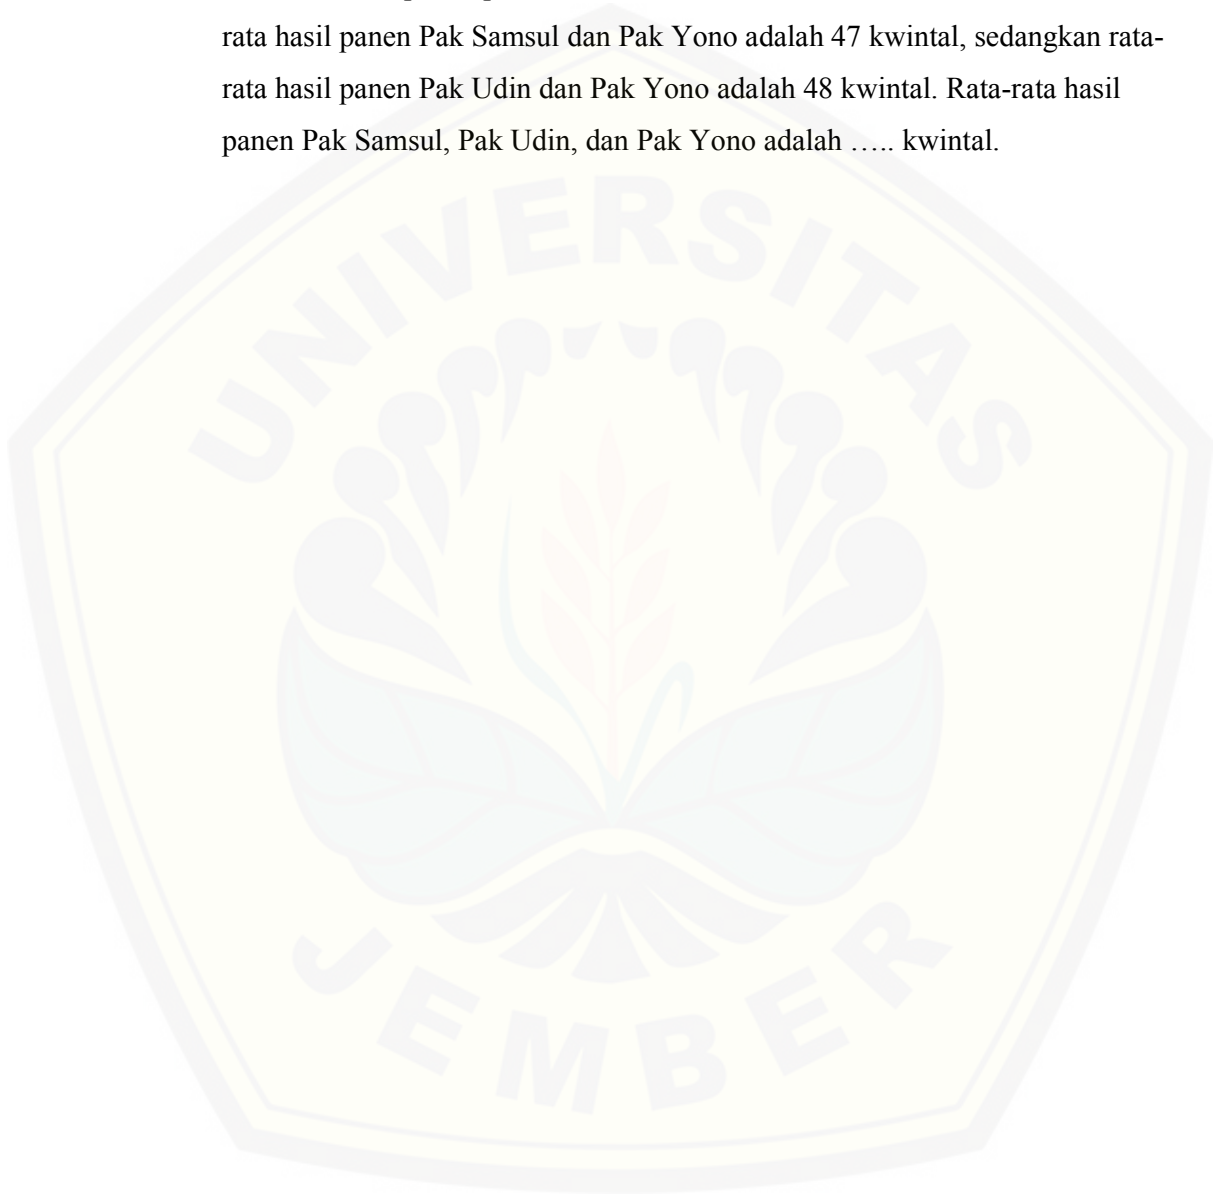 rata hasil panen Pak Samsul dan Pak Yono adalah 47 kwintal, sedangkan rata-
rata hasil panen Pak Udin dan Pak Yono adalah 48 kwintal. Rata-rata hasil
panen Pak Samsul, Pak Udin, dan Pak Yono adalah ….. kwintal.
UNIVERSITAS
JEMBER